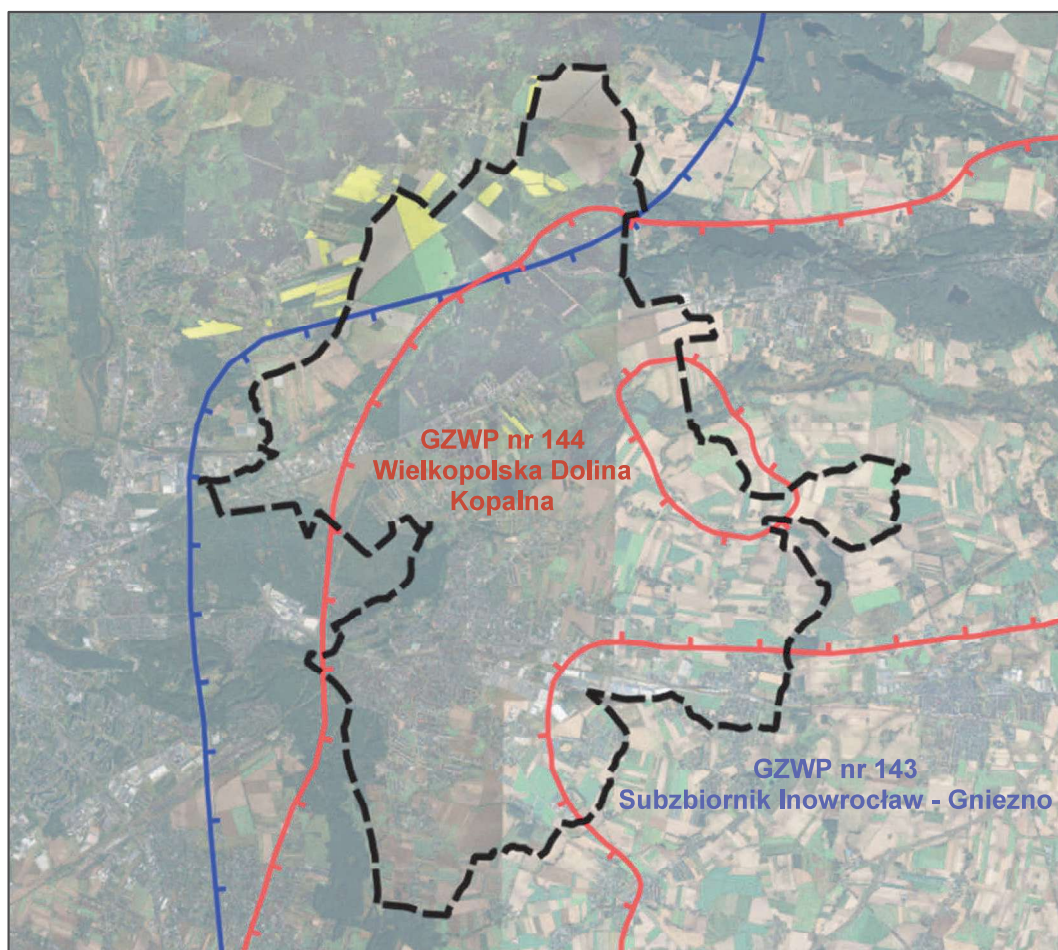 GZWP nr 144
Wielkopolska Dolina
Kopalna
GZWP nr 143
Subzbiornik Inowrocław - Gniezno